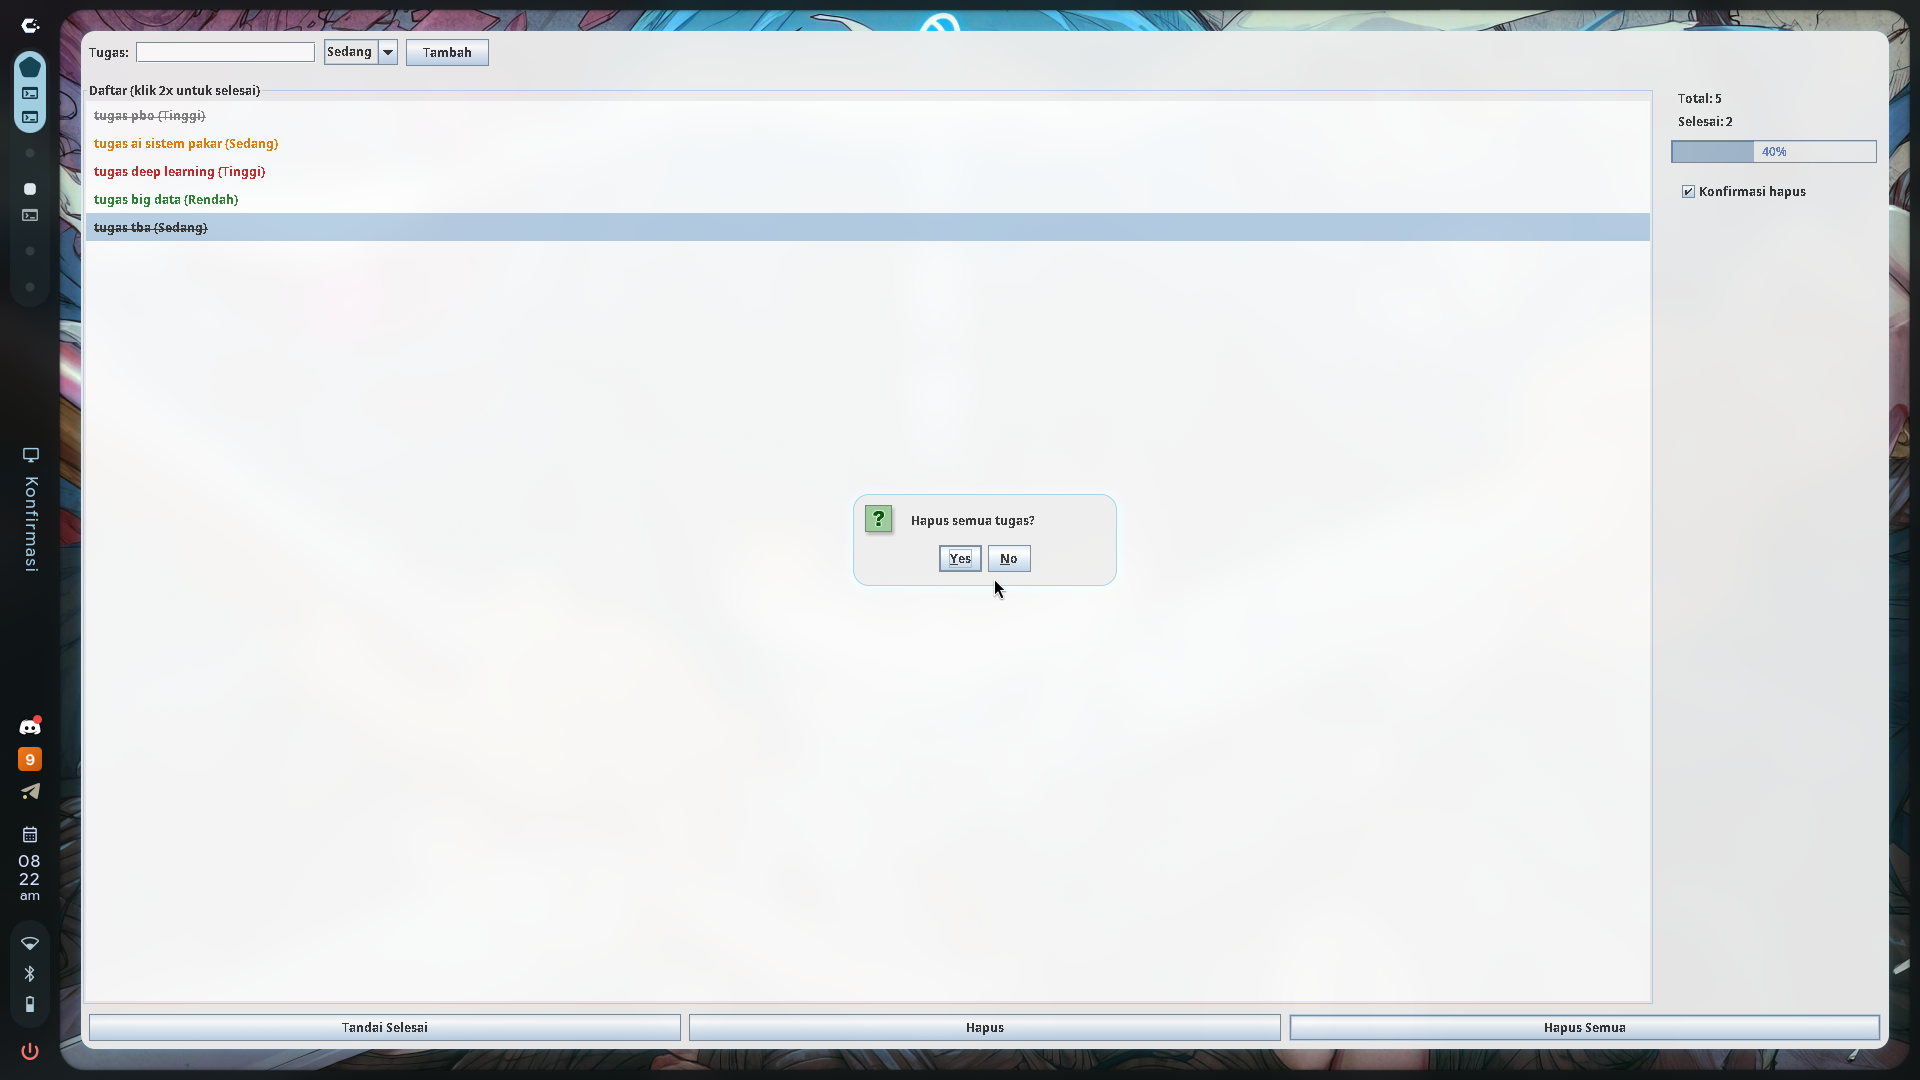 Tugas:
Sedang
Tambah
Daftar (klik 2x untuk selesai)
tugas pbo (Tinggi)
tugas ai sistem pakar (Sedang)
tugas deep learning (Tinggi)
tugas big data (Rendah)
tugas tba (Sedang)
Total: 5
Selesai: 2
40%
Konfirmasi hapus
? Hapus semua tugas?
Yes No
Tandai Selesai
Hapus
Hapus Semua
Konfirmasi
9
08
22
am